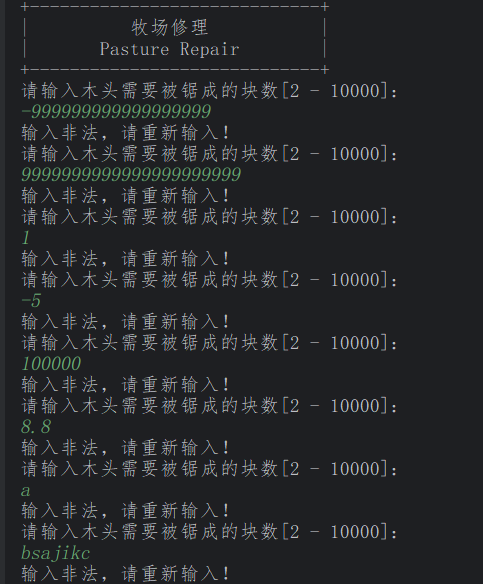 +-----------------------------+
| 牧场修理 |
| Pasture Repair |
+-----------------------------+
请输入木头需要被锯成的块数[2 - 10000]:
-9999999999999999999
输入非法，请重新输入!
请输入木头需要被锯成的块数[2 - 10000]:
9999999999999999999999
输入非法，请重新输入!
请输入木头需要被锯成的块数[2 - 10000]:
1
输入非法，请重新输入!
请输入木头需要被锯成的块数[2 - 10000]:
-5
输入非法，请重新输入!
请输入木头需要被锯成的块数[2 - 10000]:
100000
输入非法，请重新输入!
请输入木头需要被锯成的块数[2 - 10000]:
8.8
输入非法，请重新输入!
请输入木头需要被锯成的块数[2 - 10000]:
a
输入非法，请重新输入!
请输入木头需要被锯成的块数[2 - 10000]:
bsajikc
输入非法，请重新输入!